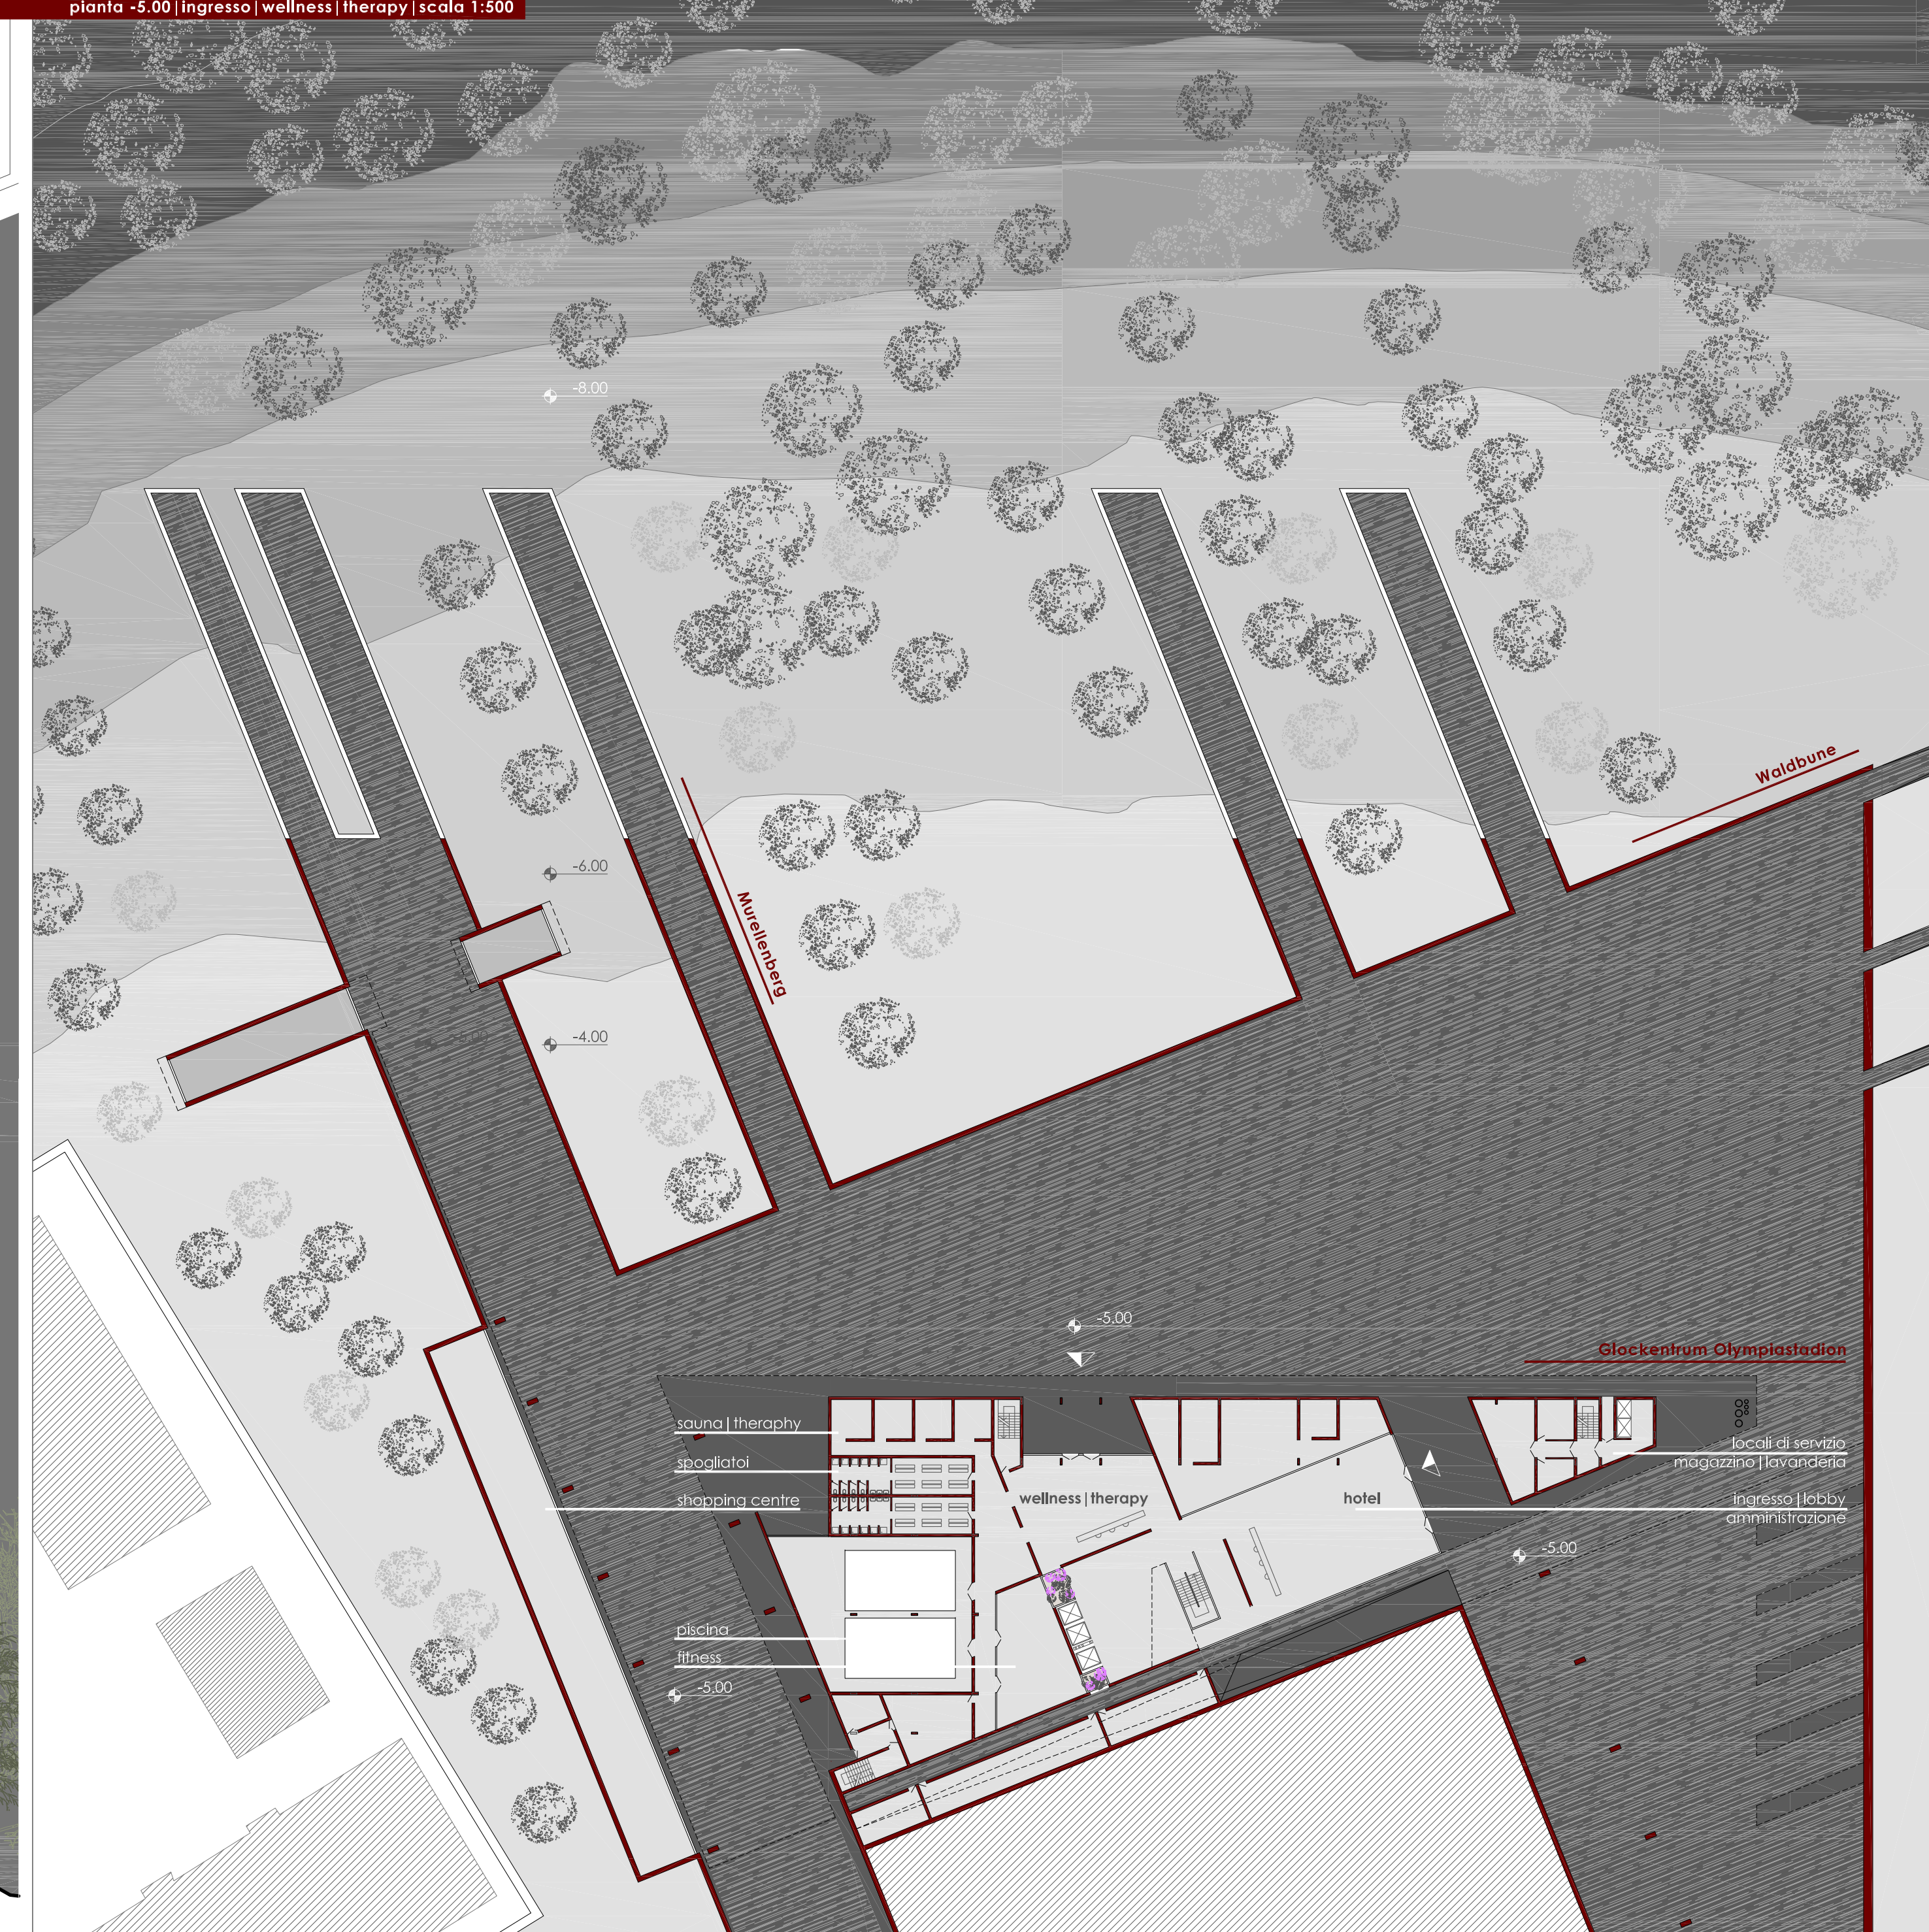 pianta -5.00|ingresso|wellness|therapy|scala 1:500
-8.00
Waldbune
-6.00
Murellenberg
-5.00
-4.00
-5.00
Glockentrum Olympiastadion
sauna|theraphy
spogliatoi
shopping centre
wellness|therapy
hotel
locali di servizio
magazzino|lavanderia
ingresso|lobby
amministrazione
-5.00
piscina
fitness
-5.00